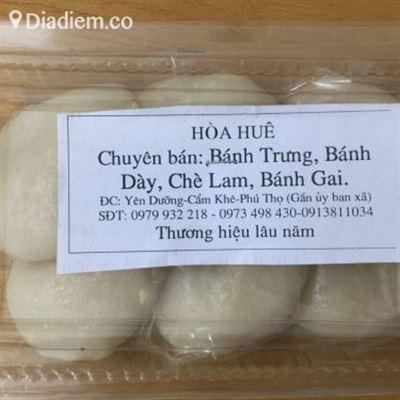 Diadiem.co
HÒA HUÊ
Chuyên bán: Bánh Trưng, Bánh
Dày, Chè Lam, Bánh Gai.
ĐC: Yên Dưỡng-Cẩm Khê-Phú Thọ (Gần ủy ban xã)
SĐT: 0979 932 218 - 0973 498 430-0913811034
Thương hiệu lâu năm